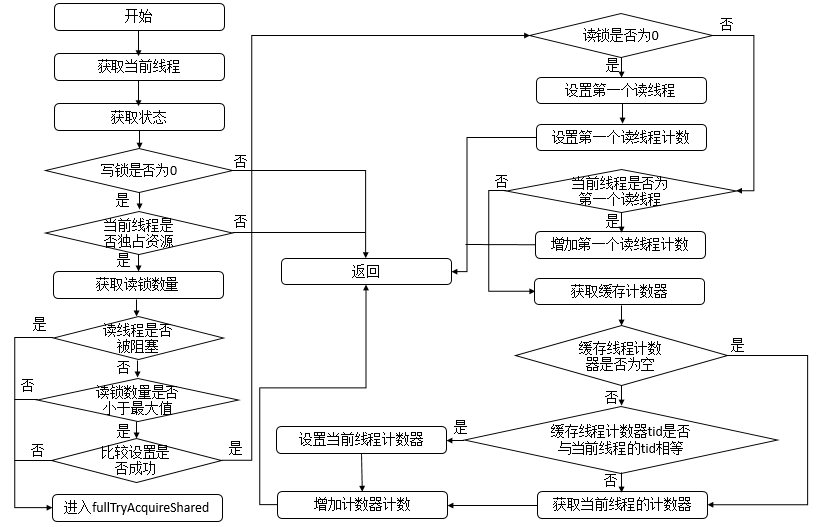 开始
获取当前线程
获取状态
写锁是否为0
否
是
当前线程是
否独占资源
否
是
获取读锁数量
是
读线程是否
被阻塞
否
否
读锁数量是否
小于最大值
是
否
比较设置是
否成功
是
进入fullTryAcquireShared
返回
读锁是否为0
否
是
设置第一个读线程
设置第一个读线程计数
否
当前线程是否为
第一个读线程
是
增加第一个读线程计数
获取缓存计数器
缓存线程计数
器是否为空
是
否
缓存线程计数器tid是否
与当前线程的tid相等
是
否
设置当前线程计数器
增加计数器计数
获取当前线程的计数器